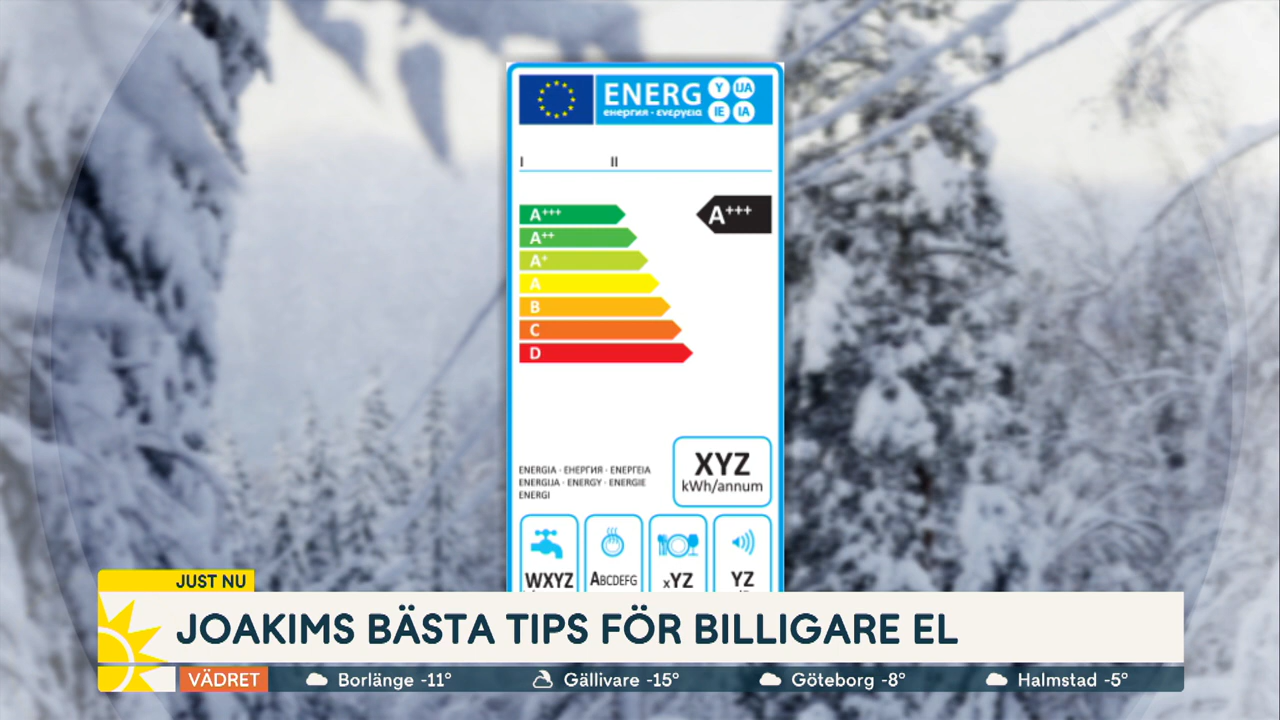 ENERG
енергия · ενεργεια
Y
IJA
IE
IA
I
II
A+++
A+++
A++
A+
A
B
C
D
XYZ
kWh/annum
ENERGIA · ЕНЕРГИЯ · ΕΝΕΡΓΕΙΑ
ENERGIJA · ENERGY · ENERGIE
ENERGI
WXYZ
ABCDEFG
xYZ
YZ
JUST NU
JOAKIMS BÄSTA TIPS FÖR BILLIGARE EL
VÄDRET
Borlänge -11°
Gällivare -15°
Göteborg -8°
Halmstad -5°